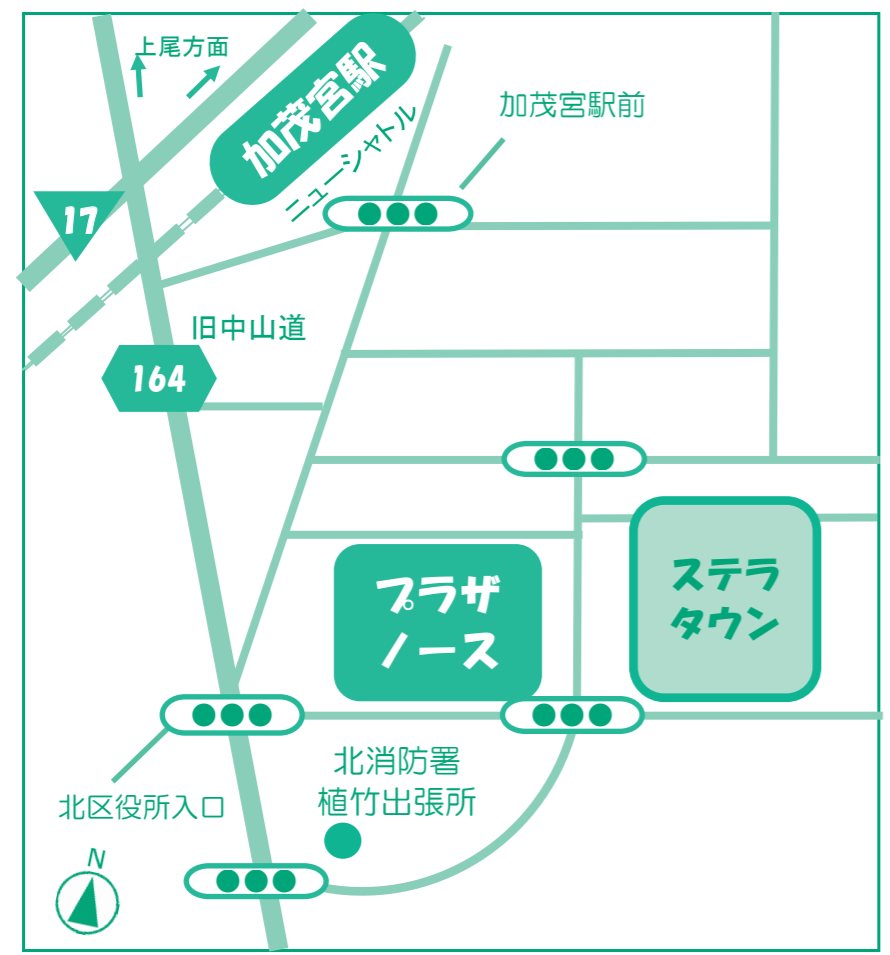 上尾方面
加茂宮駅
ニューシャトル
加茂宮駅前
17
旧中山道
164
プラザ
ノース
ステラ
タウン
北消防署
植竹出張所
北区役所入口
N